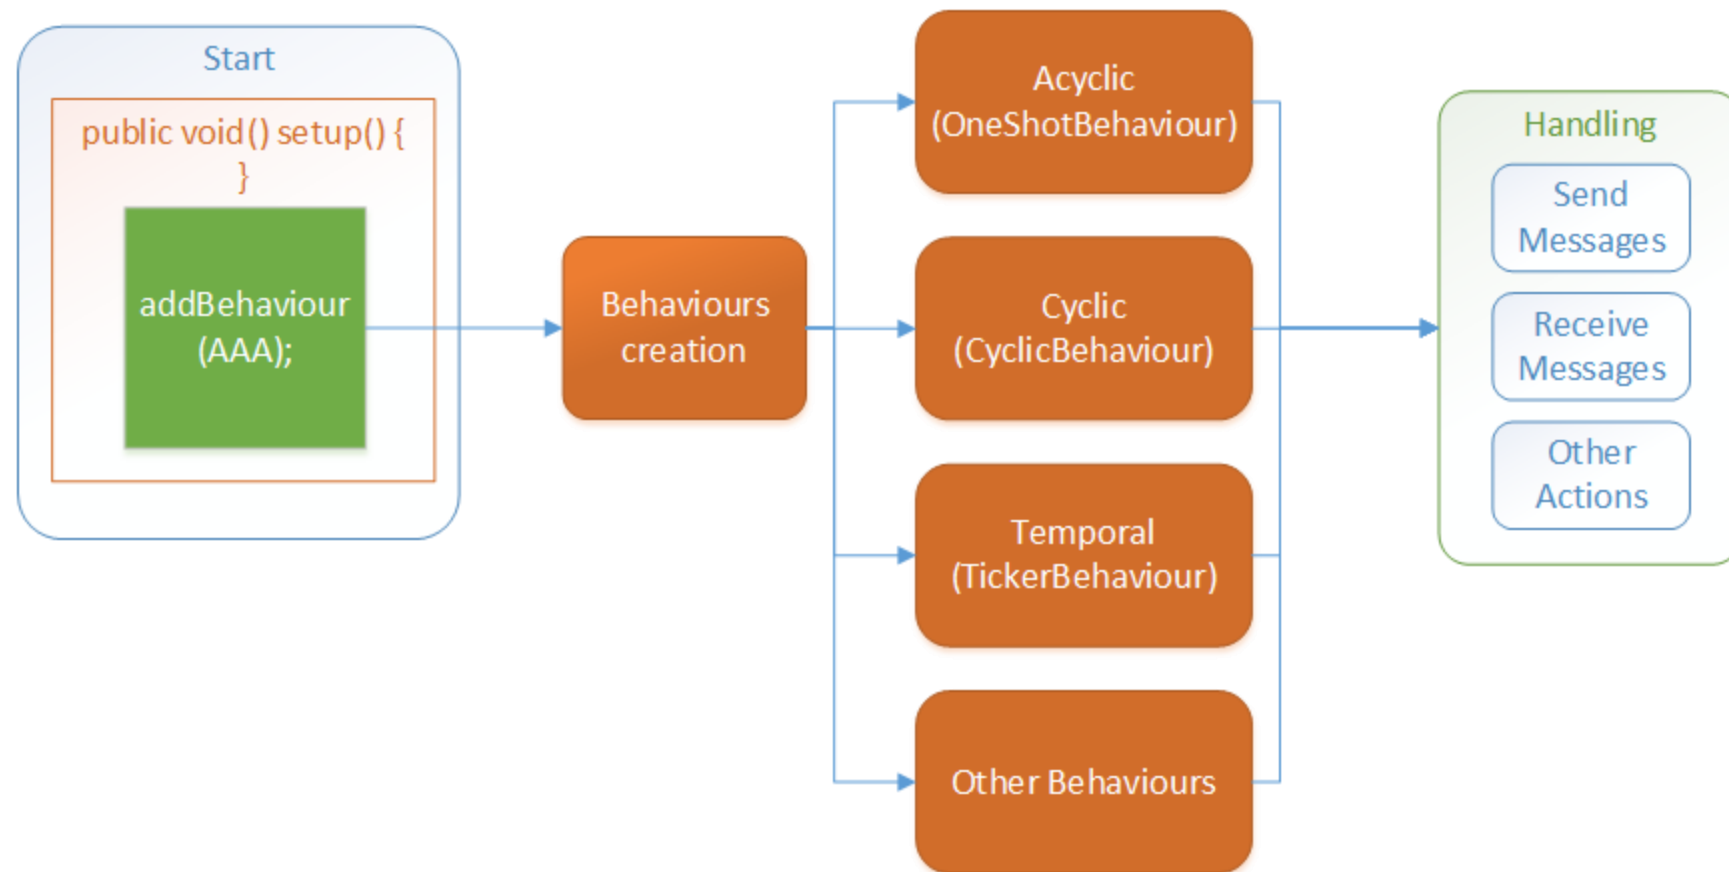 Start
public void() setup() {
}
addBehaviour
(AAA);
Behaviours
creation
Acyclic
(OneShotBehaviour)
Cyclic
(CyclicBehaviour)
Temporal
(TickerBehaviour)
Other Behaviours
Handling
Send
Messages
Receive
Messages
Other
Actions